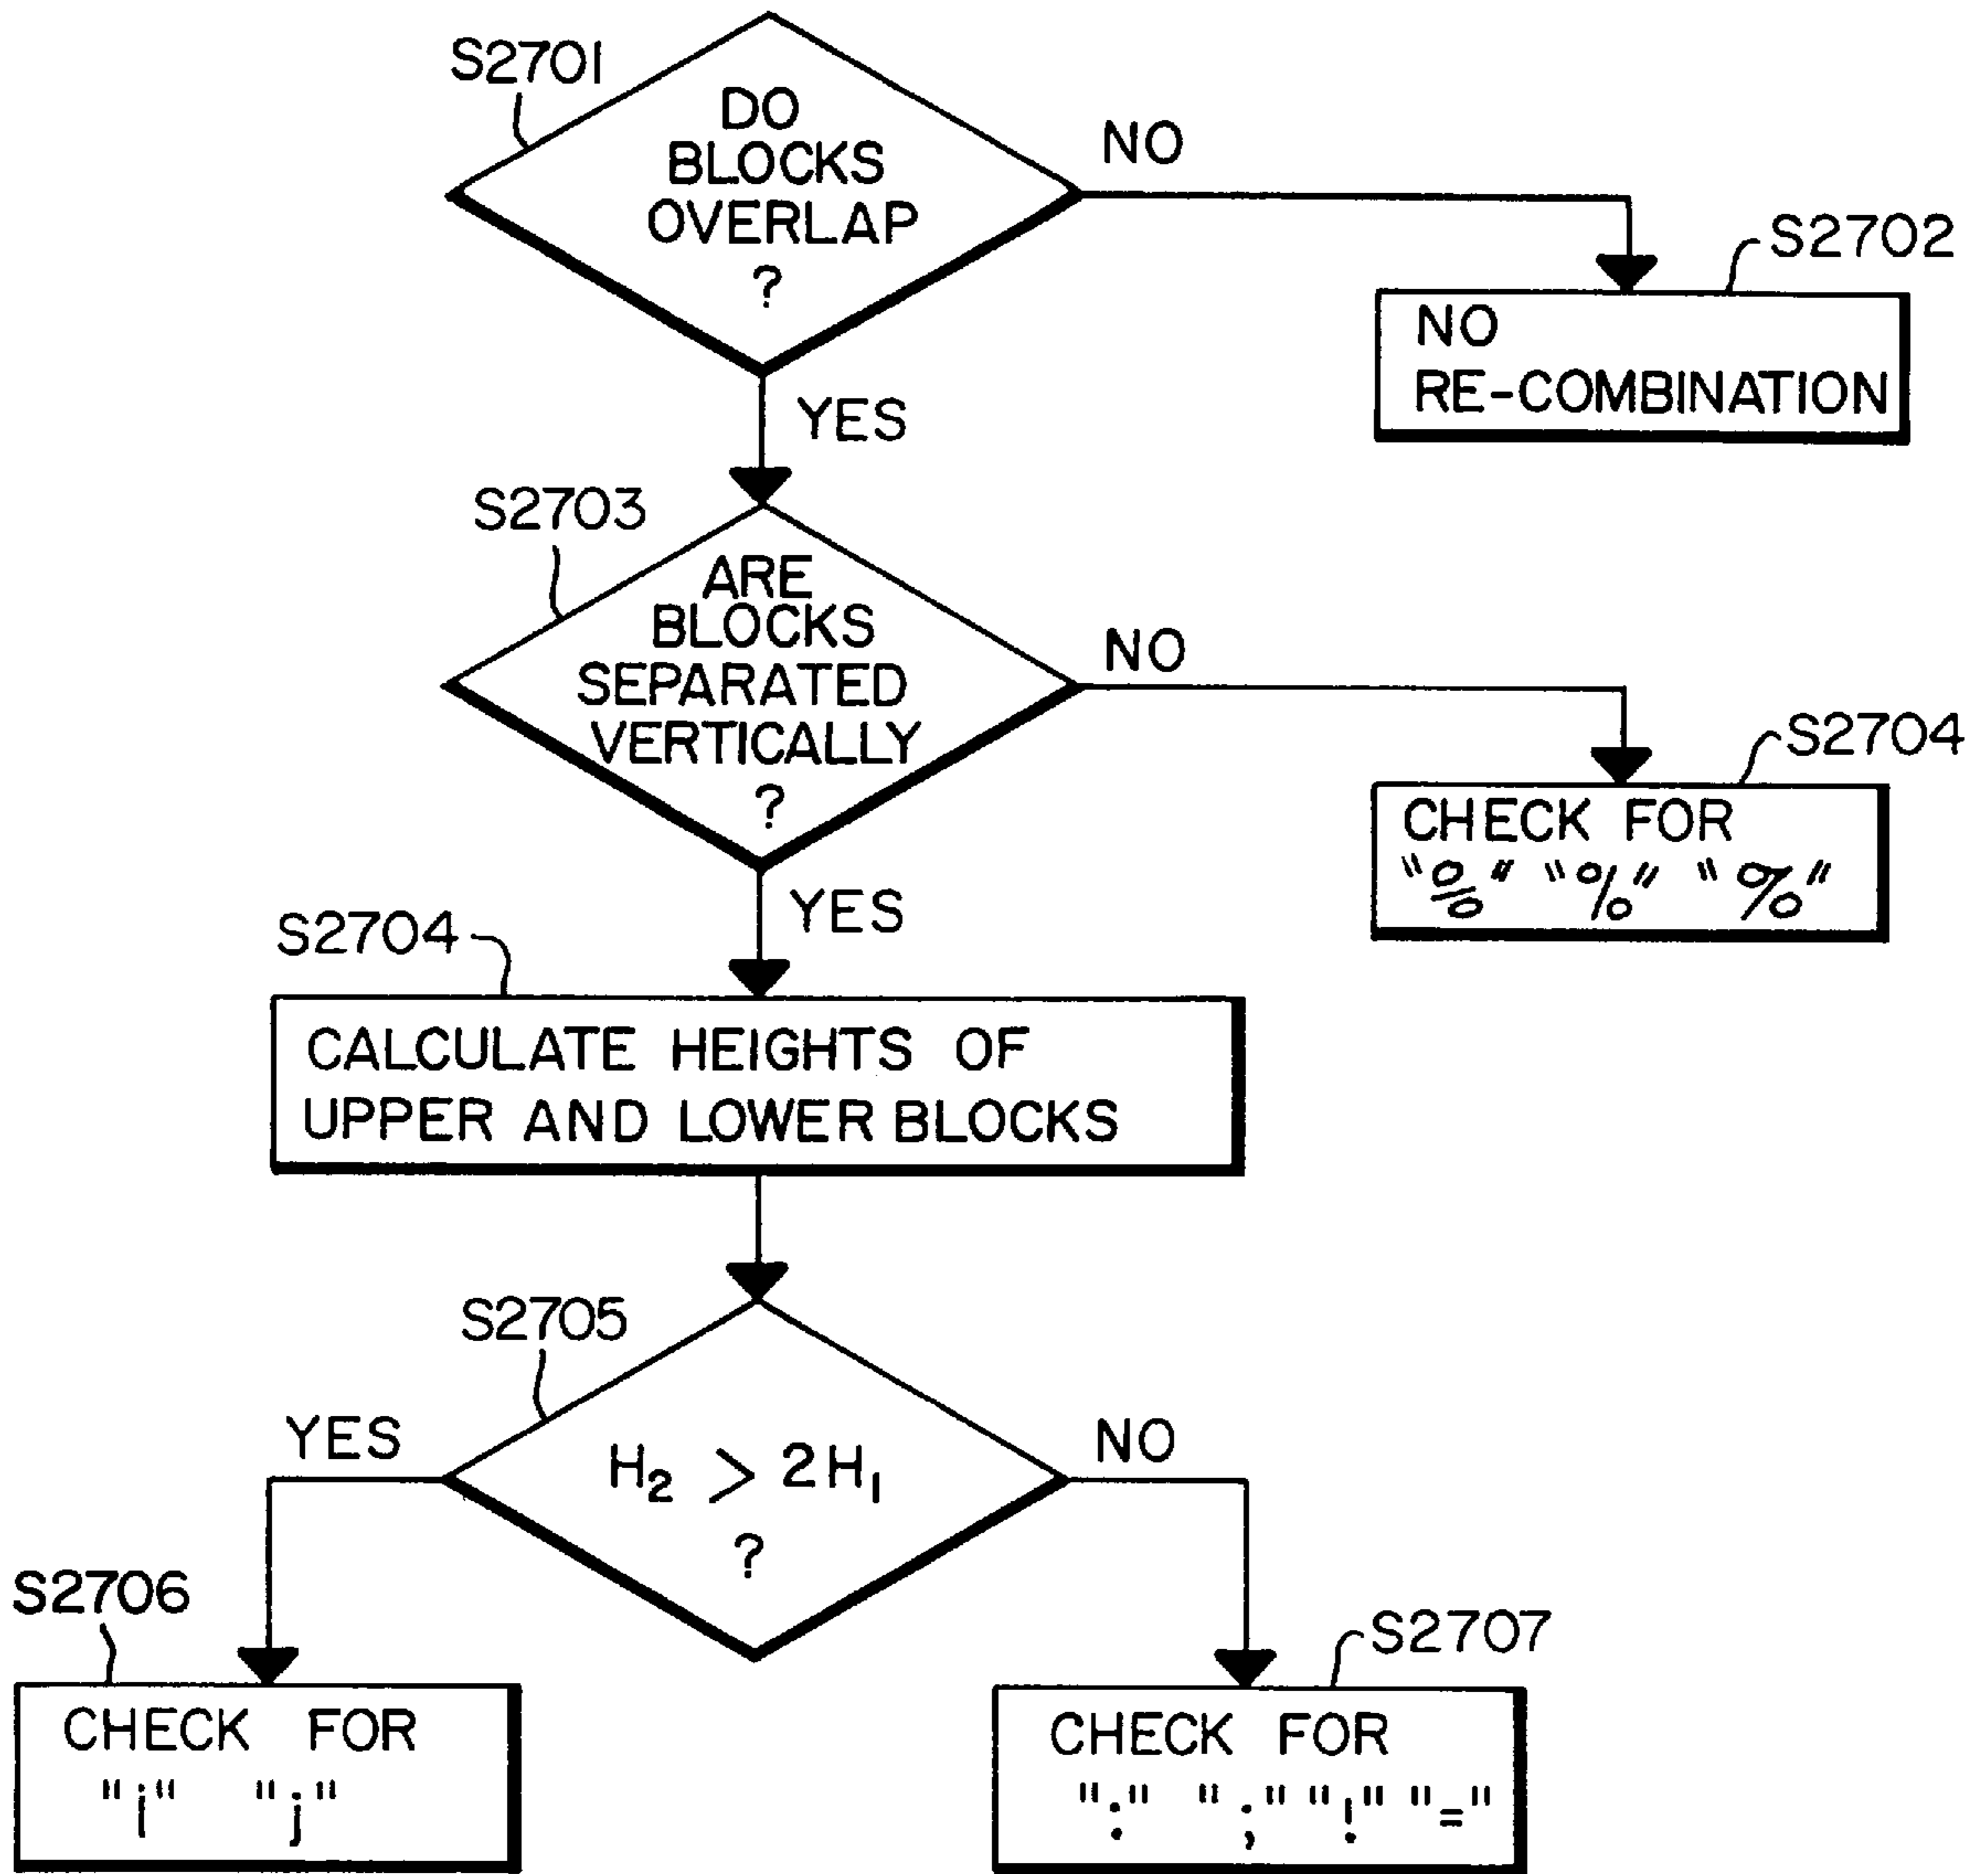 S2701
DO
BLOCKS
OVERLAP
?
NO
S2702
NO
RE-COMBINATION
YES
S2703
ARE
BLOCKS
SEPARATED
VERTICALLY
?
NO
S2704
CHECK FOR
"%" "%" "%"
YES
S2704
CALCULATE HEIGHTS OF
UPPER AND LOWER BLOCKS
S2705
H₂ > 2H₁
?
YES
NO
S2706
CHECK FOR
"i" "j"
S2707
CHECK FOR
":" ";" "!" "="